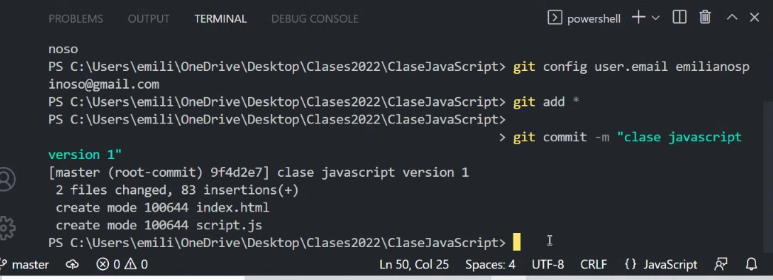 PROBLEMS OUTPUT TERMINAL DEBUG CONSOLE powershell
noso
PS C:\Users\emili\OneDrive\Desktop\Clases2022\ClaseJavaScript> git config user.email emilianosp
inoso@gmail.com
PS C:\Users\emili\OneDrive\Desktop\Clases2022\ClaseJavaScript> git add *
PS C:\Users\emili\OneDrive\Desktop\Clases2022\ClaseJavaScript>
> git commit -m "clase javascript
version 1"
[master (root-commit) 9f4d2e7] clase javascript version 1
2 files changed, 83 insertions(+)
create mode 100644 index.html
create mode 100644 script.js
PS C:\Users\emili\OneDrive\Desktop\Clases2022\ClaseJavaScript>
master 0 0 Ln 50, Col 25 Spaces: 4 UTF-8 CRLF {} JavaScript